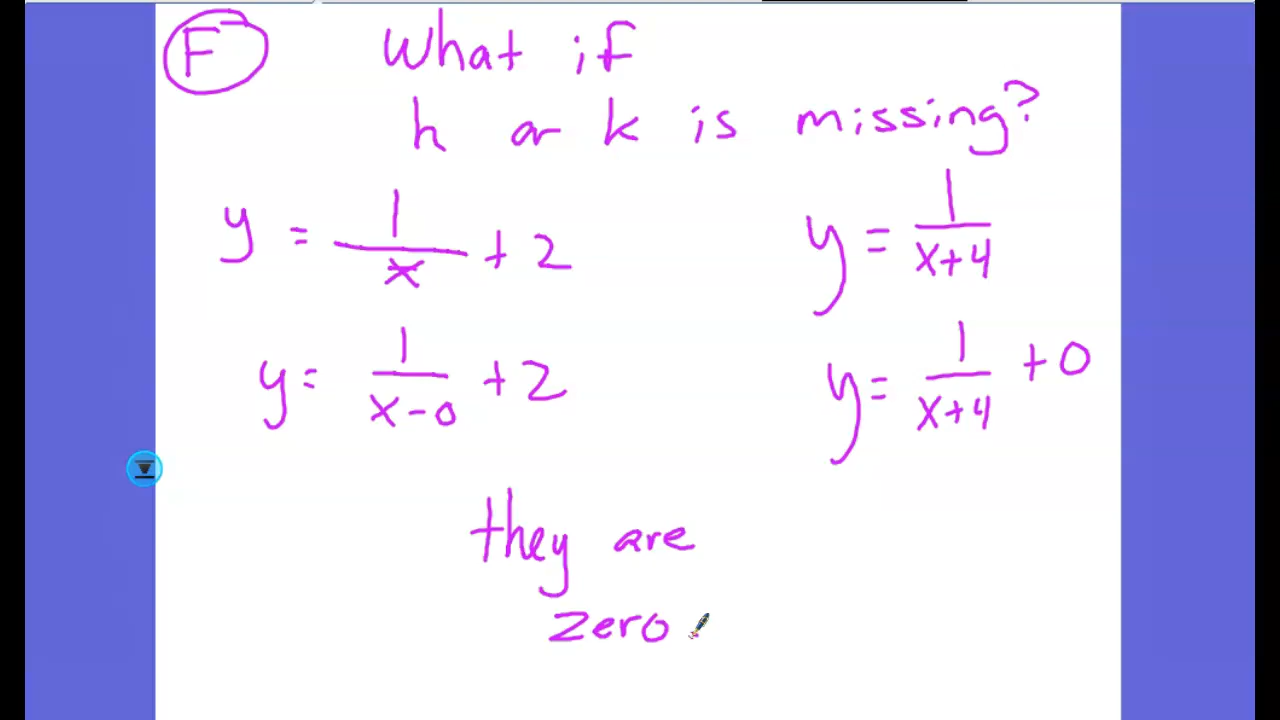 F What if
h or k is missing?
y = 1/x + 2
y = 1/(x+4)
y = 1/(x-0) + 2
y = 1/(x+4) + 0
they are
zero